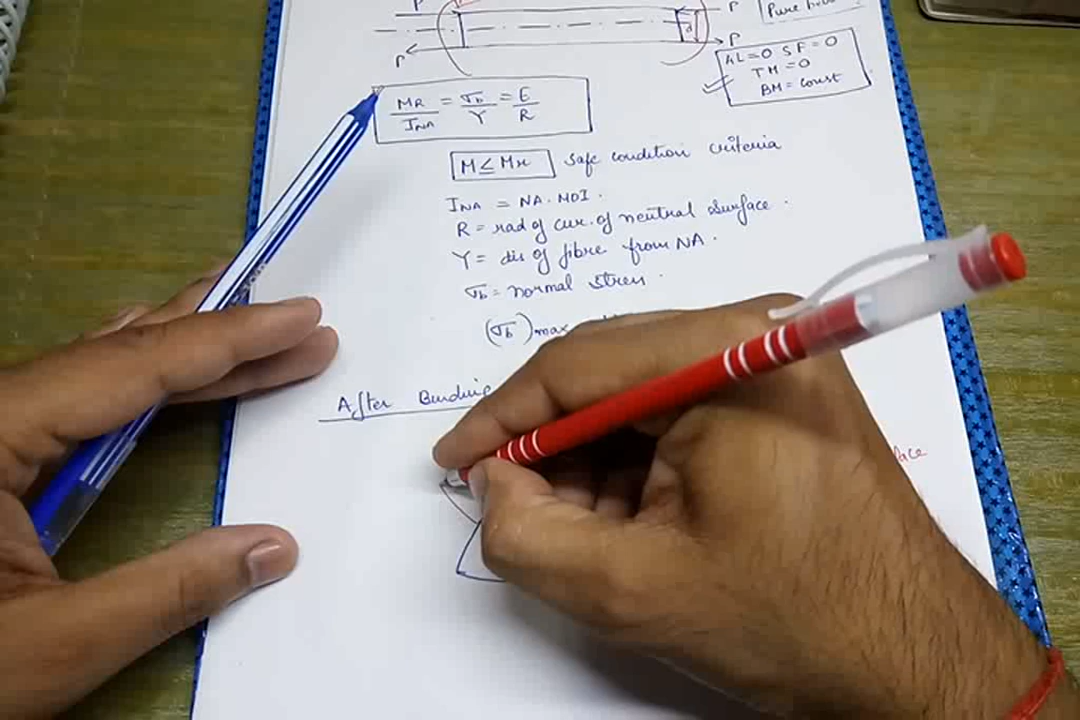 P
P
Pure
P
P
d
AL=0 SF=0
TM=0
BM=const
MR/INA = σb/Y = E/R
M ≤ Mr Safe condition criteria
INA = NA. MOI.
R = rad of cur. of neutral surface.
Y = dis of fibre from NA.
σb = normal stress.
(σb)max
After Bending
face